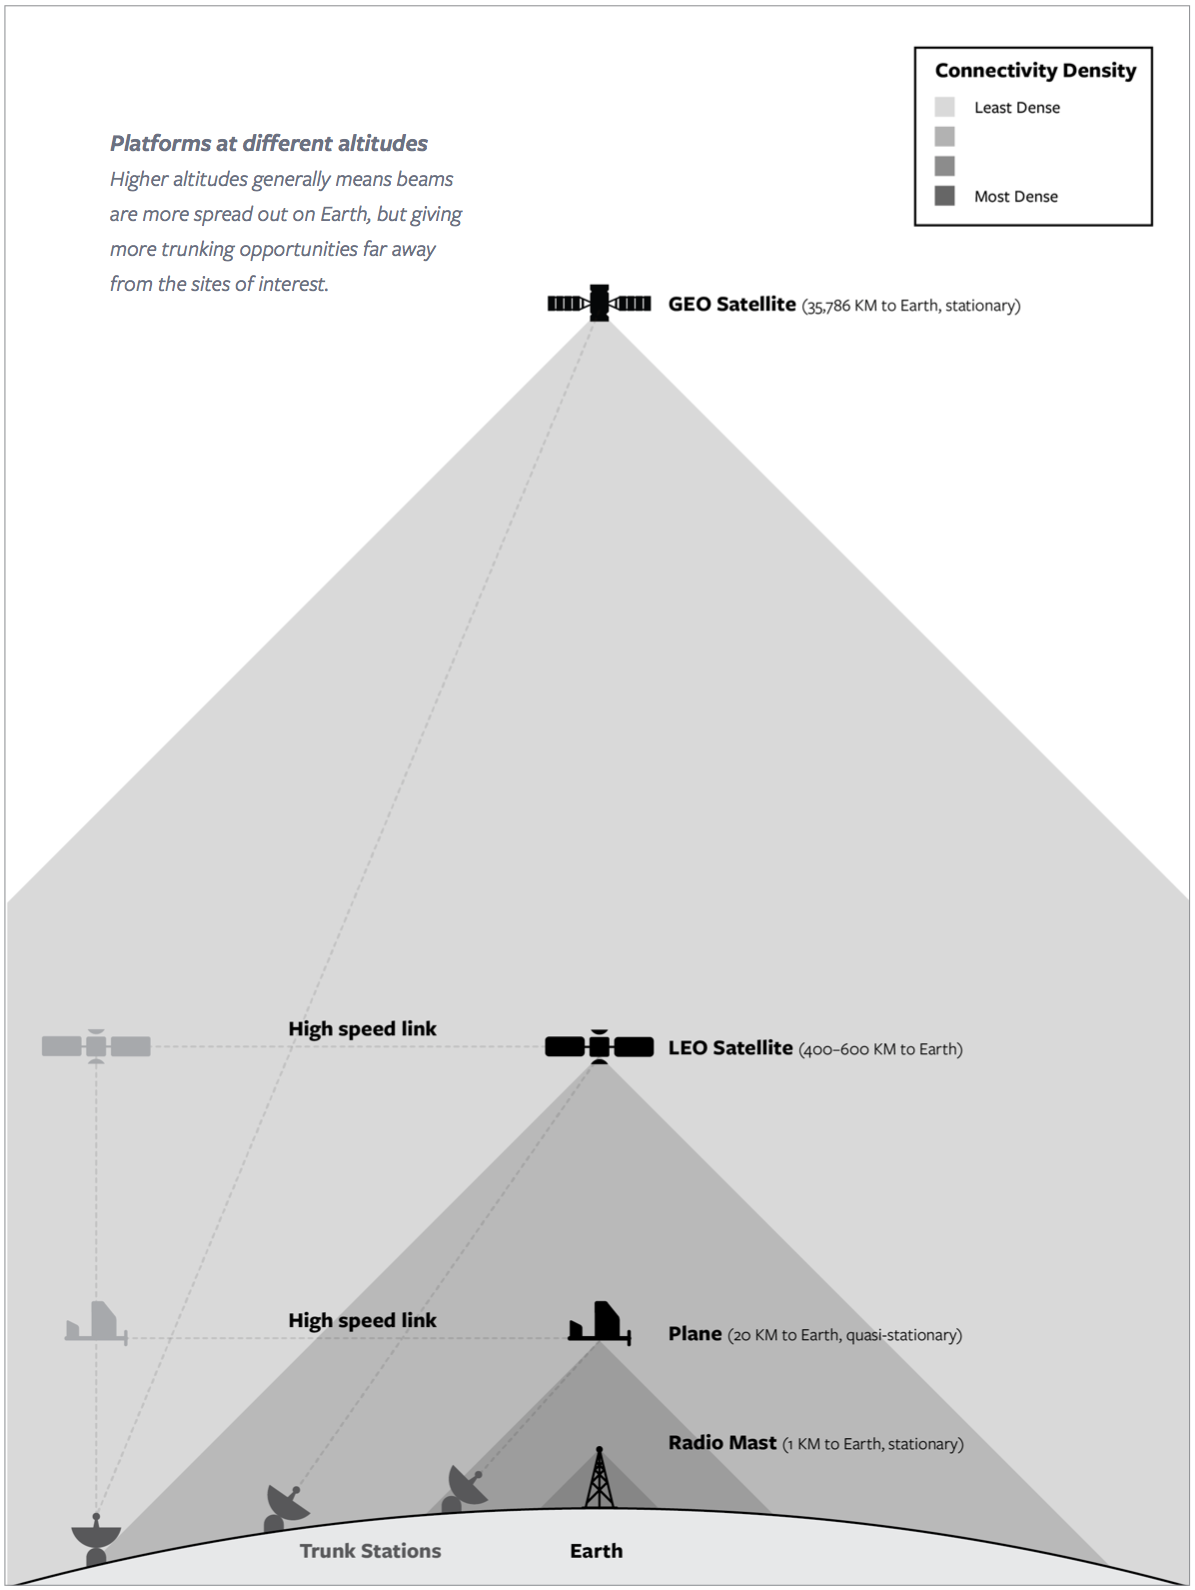 Connectivity Density
Least Dense
Most Dense
Platforms at different altitudes
Higher altitudes generally means beams
are more spread out on Earth, but giving
more trunking opportunities far away
from the sites of interest.
GEO Satellite (35,786 KM to Earth, stationary)
High speed link
LEO Satellite (400–600 KM to Earth)
High speed link
Plane (20 KM to Earth, quasi-stationary)
Radio Mast (1 KM to Earth, stationary)
Trunk Stations
Earth